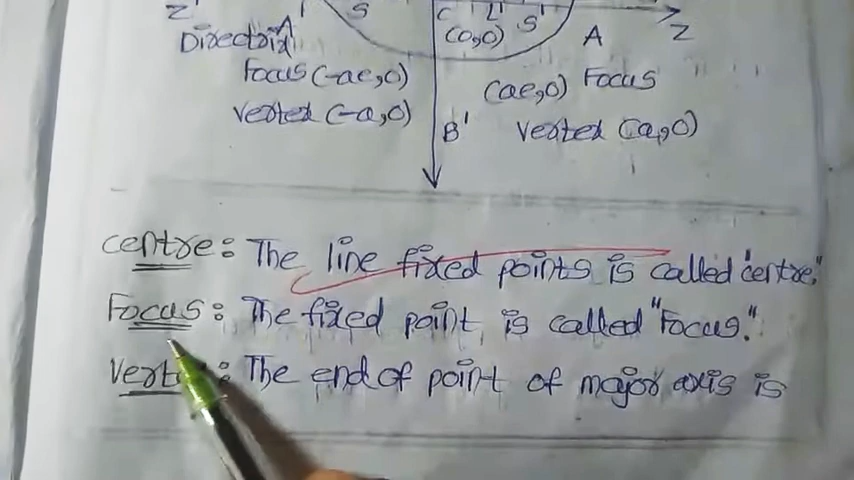 Z' A' S C L' S' A Z
Directrix (0,0)
Focus (-ae,0) (ae,0) Focus
Vertex (-a,0) B' Vertex (a,0)
centre: The line fixed points is called "centre."
Focus: The fixed point is called "Focus."
Vert : The end of point of major axis is